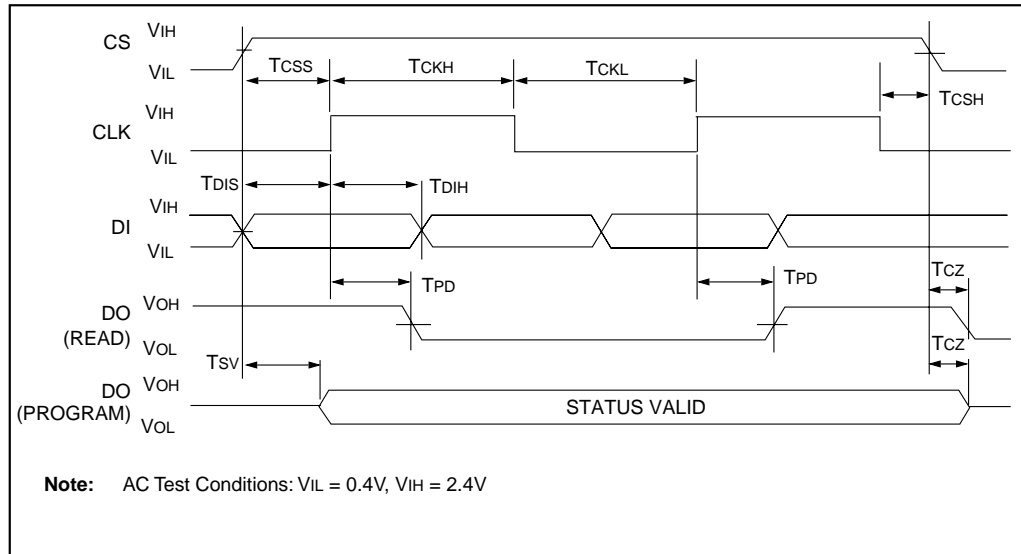 CS
VIH
VIL
TCSS
TCKH
TCKL
TCSH
CLK
VIH
VIL
TDIS
TDIH
DI
VIH
VIL
TPD
TPD
TCZ
DO
(READ)
VOH
VOL
TSV
TCZ
DO
(PROGRAM)
VOH
VOL
STATUS VALID
Note: AC Test Conditions: VIL = 0.4V, VIH = 2.4V